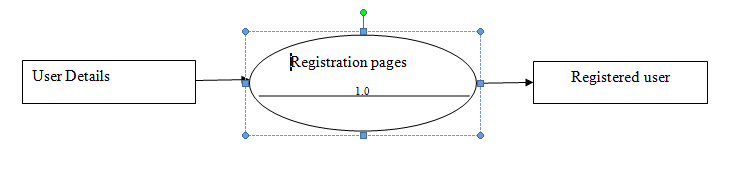 User Details
Registration pages
1.0
Registered user